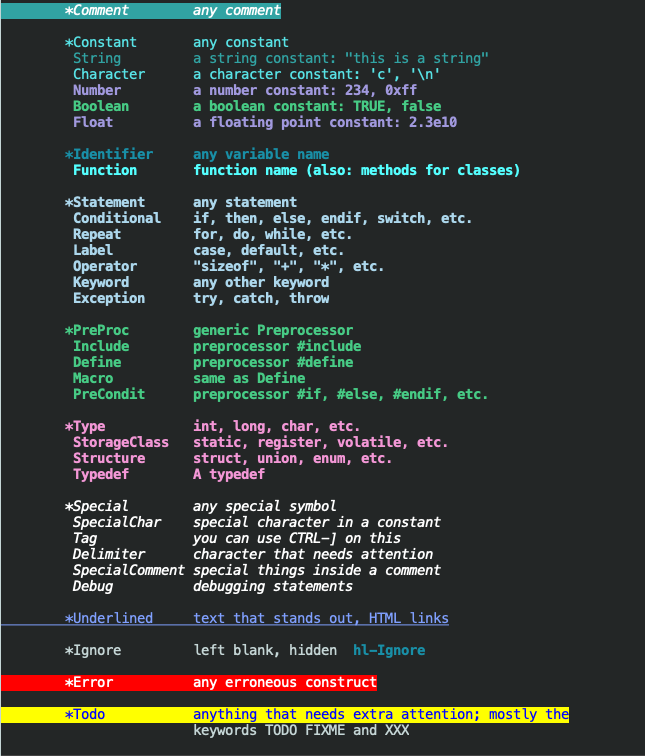 *Comment any comment
*Constant any constant
String a string constant: "this is a string"
Character a character constant: 'c', '\n'
Number a number constant: 234, 0xff
Boolean a boolean constant: TRUE, false
Float a floating point constant: 2.3e10
*Identifier any variable name
Function function name (also: methods for classes)
*Statement any statement
Conditional if, then, else, endif, switch, etc.
Repeat for, do, while, etc.
Label case, default, etc.
Operator "sizeof", "+", "*", etc.
Keyword any other keyword
Exception try, catch, throw
*PreProc generic Preprocessor
Include preprocessor #include
Define preprocessor #define
Macro same as Define
PreCondit preprocessor #if, #else, #endif, etc.
*Type int, long, char, etc.
StorageClass static, register, volatile, etc.
Structure struct, union, enum, etc.
Typedef A typedef
*Special any special symbol
SpecialChar special character in a constant
Tag you can use CTRL-] on this
Delimiter character that needs attention
SpecialComment special things inside a comment
Debug debugging statements
*Underlined text that stands out, HTML links
*Ignore left blank, hidden hl-Ignore
*Error any erroneous construct
*Todo anything that needs extra attention; mostly the
keywords TODO FIXME and XXX